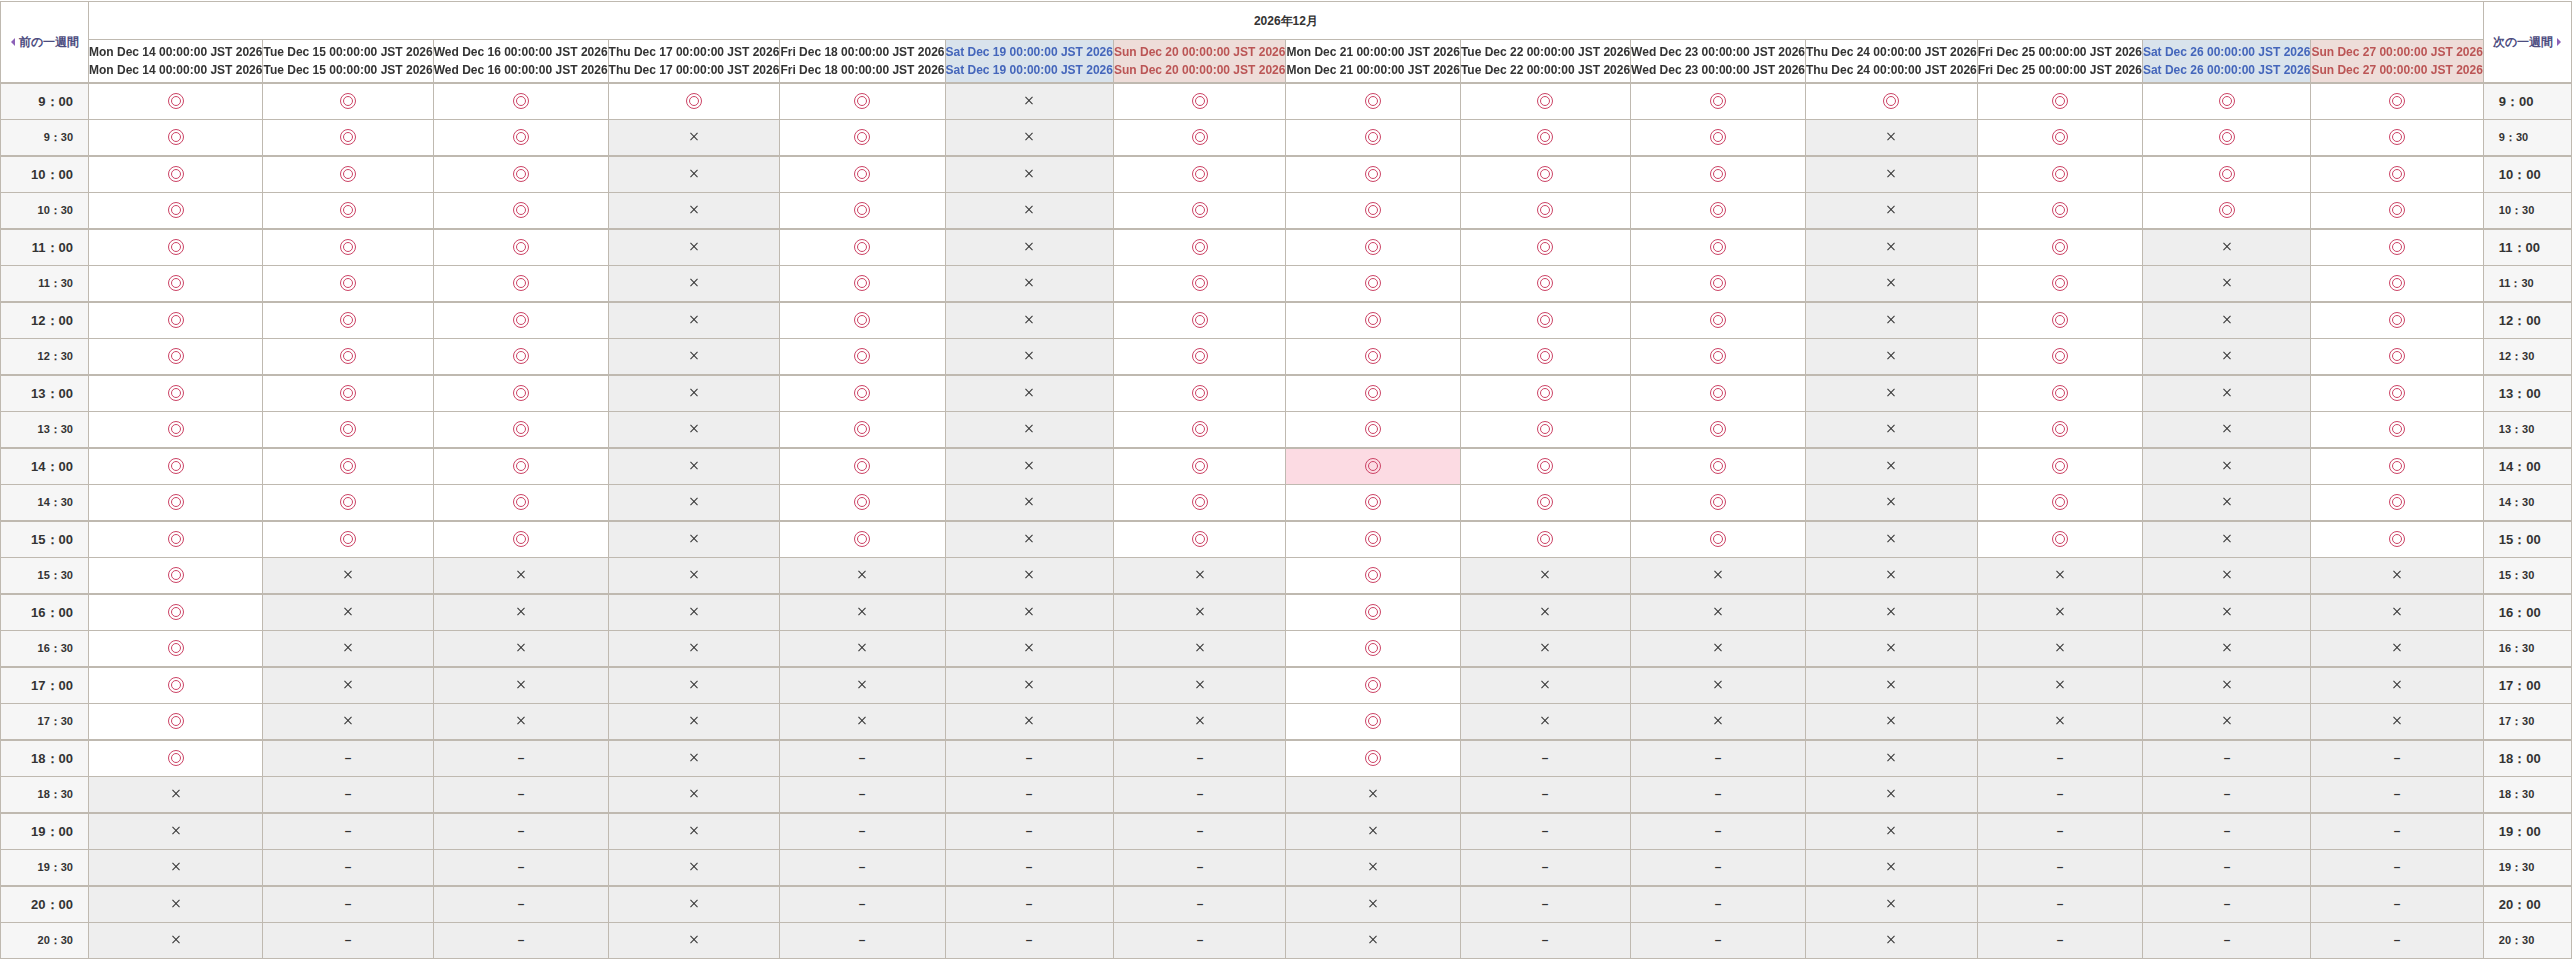 2026年12月
前の一週間 Mon Dec 14 00:00:00 JST 2026 Tue Dec 15 00:00:00 JST 2026 Wed Dec 16 00:00:00 JST 2026 Thu Dec 17 00:00:00 JST 2026 Fri Dec 18 00:00:00 JST 2026 Sat Dec 19 00:00:00 JST 2026 Sun Dec 20 00:00:00 JST 2026 Mon Dec 21 00:00:00 JST 2026 Tue Dec 22 00:00:00 JST 2026 Wed Dec 23 00:00:00 JST 2026 Thu Dec 24 00:00:00 JST 2026 Fri Dec 25 00:00:00 JST 2026 Sat Dec 26 00:00:00 JST 2026 Sun Dec 27 00:00:00 JST 2026 次の一週間
Mon Dec 14 00:00:00 JST 2026 Tue Dec 15 00:00:00 JST 2026 Wed Dec 16 00:00:00 JST 2026 Thu Dec 17 00:00:00 JST 2026 Fri Dec 18 00:00:00 JST 2026 Sat Dec 19 00:00:00 JST 2026 Sun Dec 20 00:00:00 JST 2026 Mon Dec 21 00:00:00 JST 2026 Tue Dec 22 00:00:00 JST 2026 Wed Dec 23 00:00:00 JST 2026 Thu Dec 24 00:00:00 JST 2026 Fri Dec 25 00:00:00 JST 2026 Sat Dec 26 00:00:00 JST 2026 Sun Dec 27 00:00:00 JST 2026
9：00 ◎ ◎ ◎ ◎ ◎ × ◎ ◎ ◎ ◎ ◎ ◎ ◎ ◎ 9：00
9：30 ◎ ◎ ◎ × ◎ × ◎ ◎ ◎ ◎ × ◎ ◎ ◎ 9：30
10：00 ◎ ◎ ◎ × ◎ × ◎ ◎ ◎ ◎ × ◎ ◎ ◎ 10：00
10：30 ◎ ◎ ◎ × ◎ × ◎ ◎ ◎ ◎ × ◎ ◎ ◎ 10：30
11：00 ◎ ◎ ◎ × ◎ × ◎ ◎ ◎ ◎ × ◎ × ◎ 11：00
11：30 ◎ ◎ ◎ × ◎ × ◎ ◎ ◎ ◎ × ◎ × ◎ 11：30
12：00 ◎ ◎ ◎ × ◎ × ◎ ◎ ◎ ◎ × ◎ × ◎ 12：00
12：30 ◎ ◎ ◎ × ◎ × ◎ ◎ ◎ ◎ × ◎ × ◎ 12：30
13：00 ◎ ◎ ◎ × ◎ × ◎ ◎ ◎ ◎ × ◎ × ◎ 13：00
13：30 ◎ ◎ ◎ × ◎ × ◎ ◎ ◎ ◎ × ◎ × ◎ 13：30
14：00 ◎ ◎ ◎ × ◎ × ◎ ◎ ◎ ◎ × ◎ × ◎ 14：00
14：30 ◎ ◎ ◎ × ◎ × ◎ ◎ ◎ ◎ × ◎ × ◎ 14：30
15：00 ◎ ◎ ◎ × ◎ × ◎ ◎ ◎ ◎ × ◎ × ◎ 15：00
15：30 ◎ × × × × × × ◎ × × × × × × 15：30
16：00 ◎ × × × × × × ◎ × × × × × × 16：00
16：30 ◎ × × × × × × ◎ × × × × × × 16：30
17：00 ◎ × × × × × × ◎ × × × × × × 17：00
17：30 ◎ × × × × × × ◎ × × × × × × 17：30
18：00 ◎ – – × – – – ◎ – – × – – – 18：00
18：30 × – – × – – – × – – × – – – 18：30
19：00 × – – × – – – × – – × – – – 19：00
19：30 × – – × – – – × – – × – – – 19：30
20：00 × – – × – – – × – – × – – – 20：00
20：30 × – – × – – – × – – × – – – 20：30